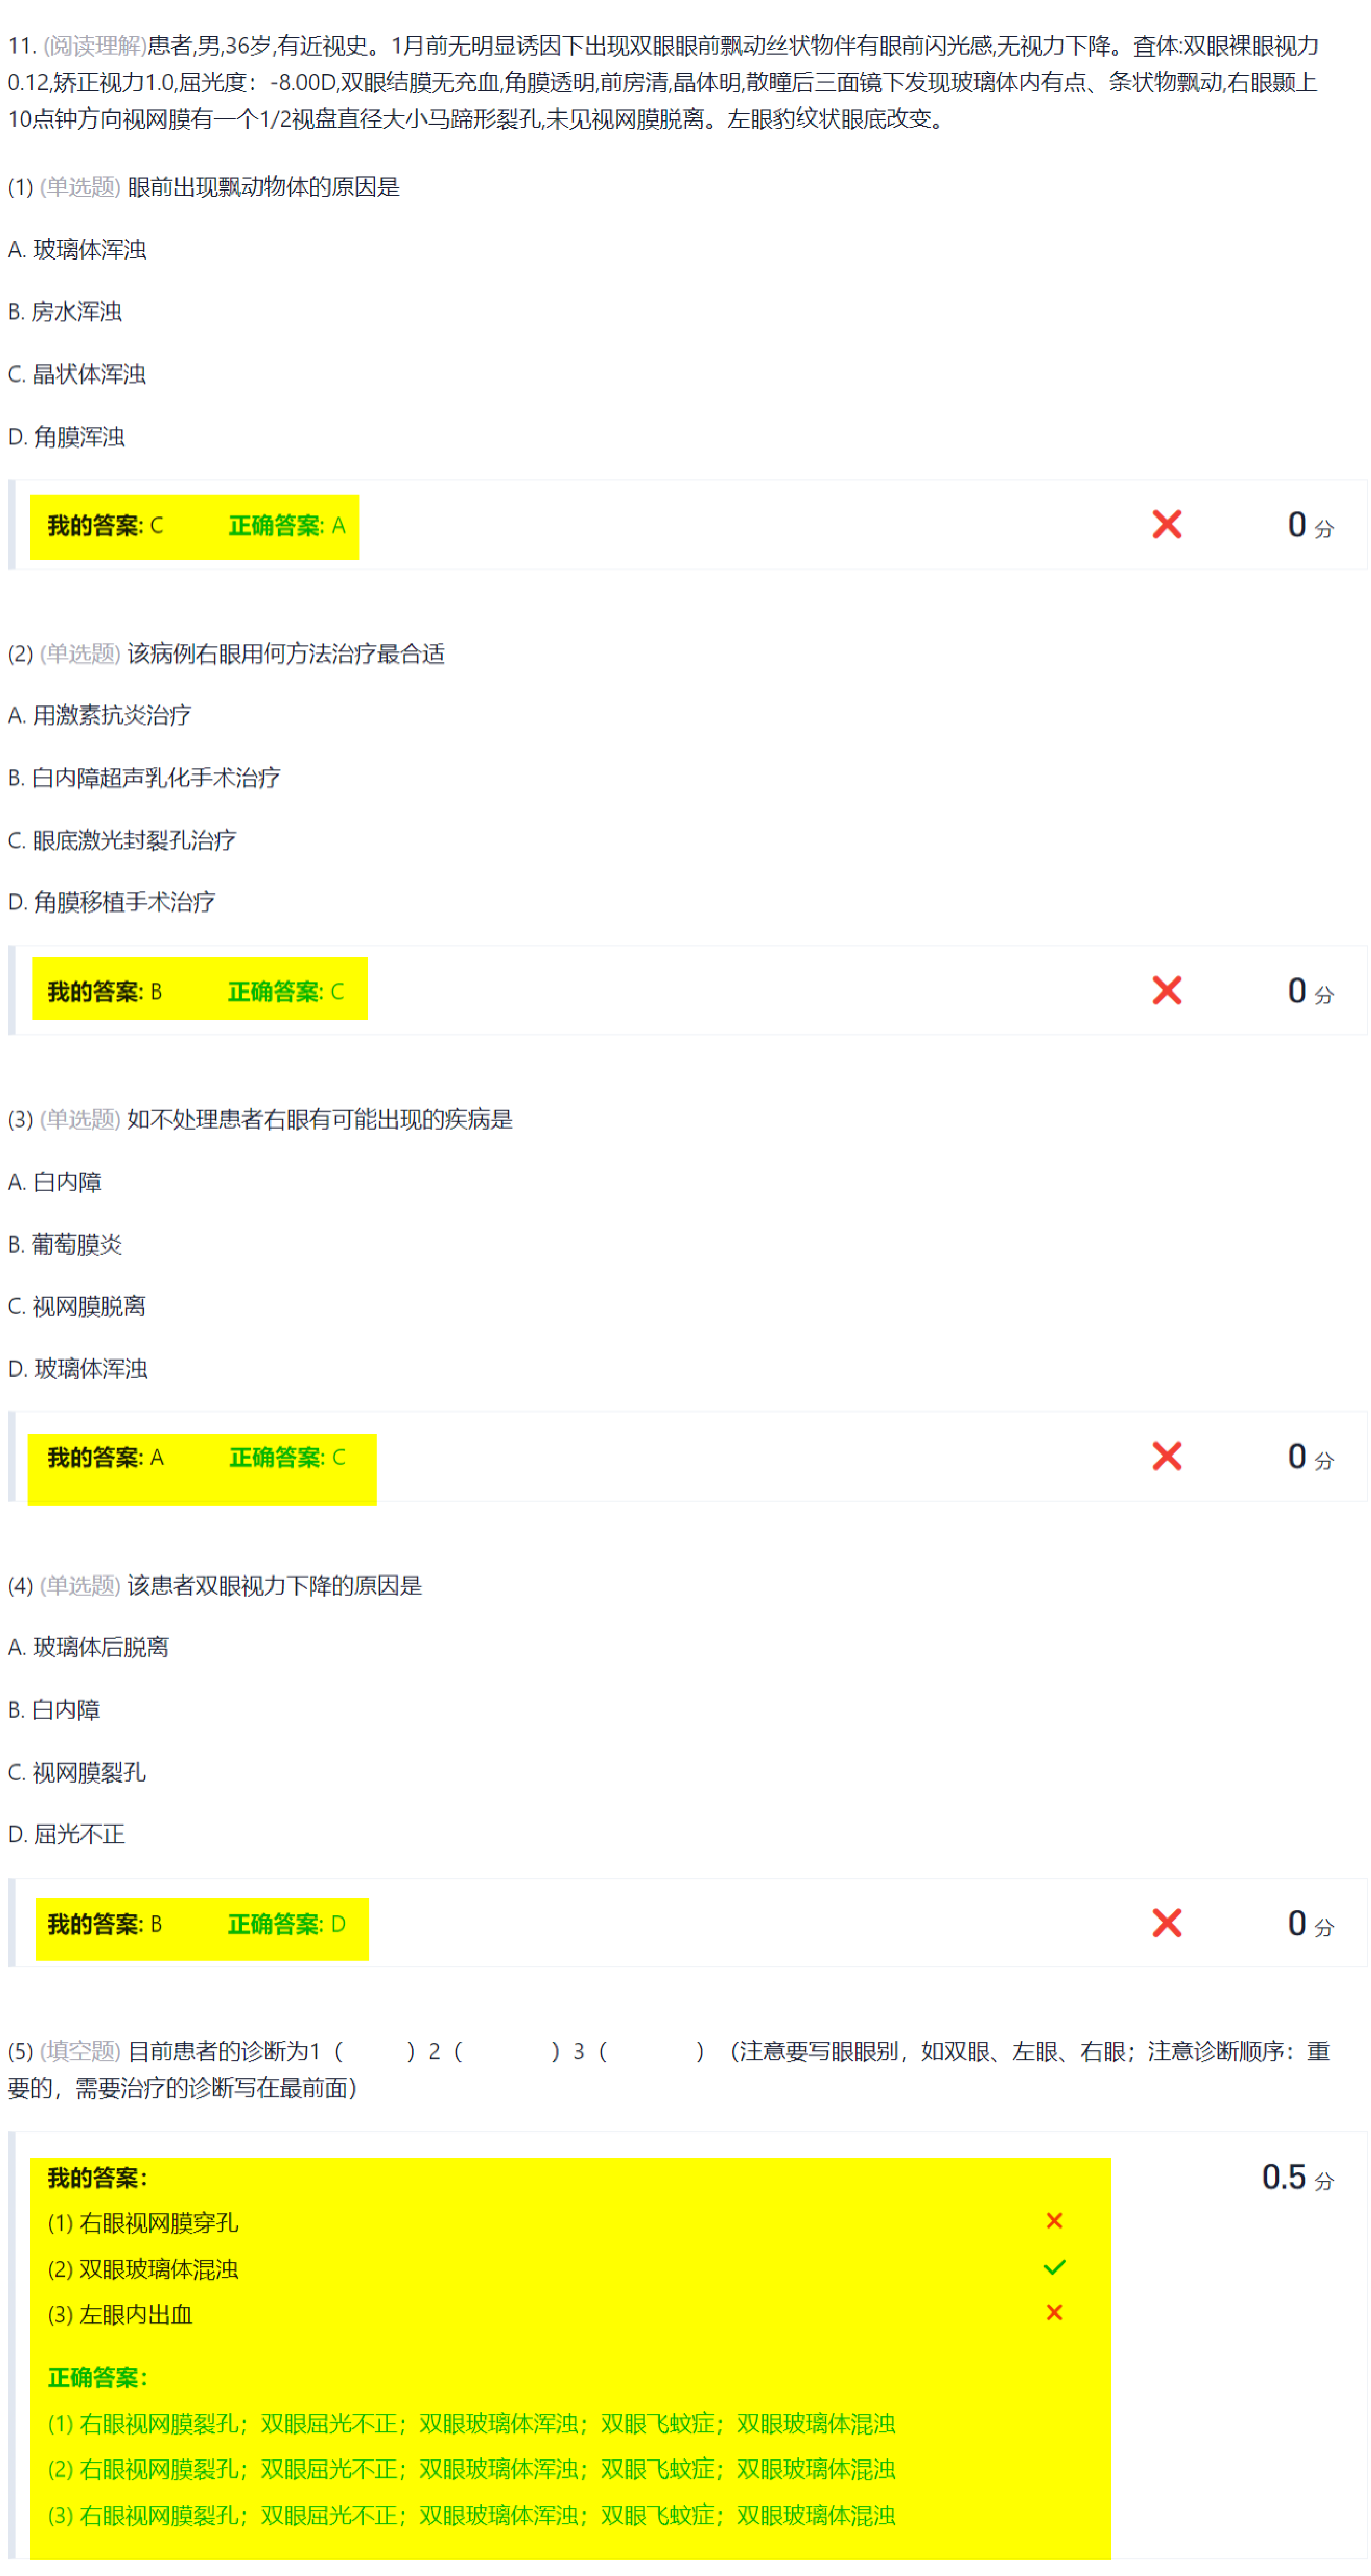 11. (阅读理解)患者,男,36岁,有近视史。1月前无明显诱因下出现双眼眼前飘动丝状物伴有眼前闪光感,无视力下降。查体:双眼裸眼视力
0.12,矫正视力1.0,屈光度：-8.00D,双眼结膜无充血,角膜透明,前房清,晶体明,散瞳后三面镜下发现玻璃体内有点、条状物飘动,右眼颞上
10点钟方向视网膜有一个1/2视盘直径大小马蹄形裂孔,未见视网膜脱离。左眼豹纹状眼底改变。
(1) (单选题) 眼前出现飘动物体的原因是
A. 玻璃体浑浊
B. 房水浑浊
C. 晶状体浑浊
D. 角膜浑浊
我的答案: C 正确答案: A 0 分
(2) (单选题) 该病例右眼用何方法治疗最合适
A. 用激素抗炎治疗
B. 白内障超声乳化手术治疗
C. 眼底激光封裂孔治疗
D. 角膜移植手术治疗
我的答案: B 正确答案: C 0 分
(3) (单选题) 如不处理患者右眼有可能出现的疾病是
A. 白内障
B. 葡萄膜炎
C. 视网膜脱离
D. 玻璃体浑浊
我的答案: A 正确答案: C 0 分
(4) (单选题) 该患者双眼视力下降的原因是
A. 玻璃体后脱离
B. 白内障
C. 视网膜裂孔
D. 屈光不正
我的答案: B 正确答案: D 0 分
(5) (填空题) 目前患者的诊断为1（ ）2（ ）3（ ）（注意要写眼眼别，如双眼、左眼、右眼；注意诊断顺序：重
要的，需要治疗的诊断写在最前面）
我的答案： 0.5 分
(1) 右眼视网膜穿孔
(2) 双眼玻璃体混浊
(3) 左眼内出血
正确答案：
(1) 右眼视网膜裂孔；双眼屈光不正；双眼玻璃体浑浊；双眼飞蚊症；双眼玻璃体混浊
(2) 右眼视网膜裂孔；双眼屈光不正；双眼玻璃体浑浊；双眼飞蚊症；双眼玻璃体混浊
(3) 右眼视网膜裂孔；双眼屈光不正；双眼玻璃体浑浊；双眼飞蚊症；双眼玻璃体混浊